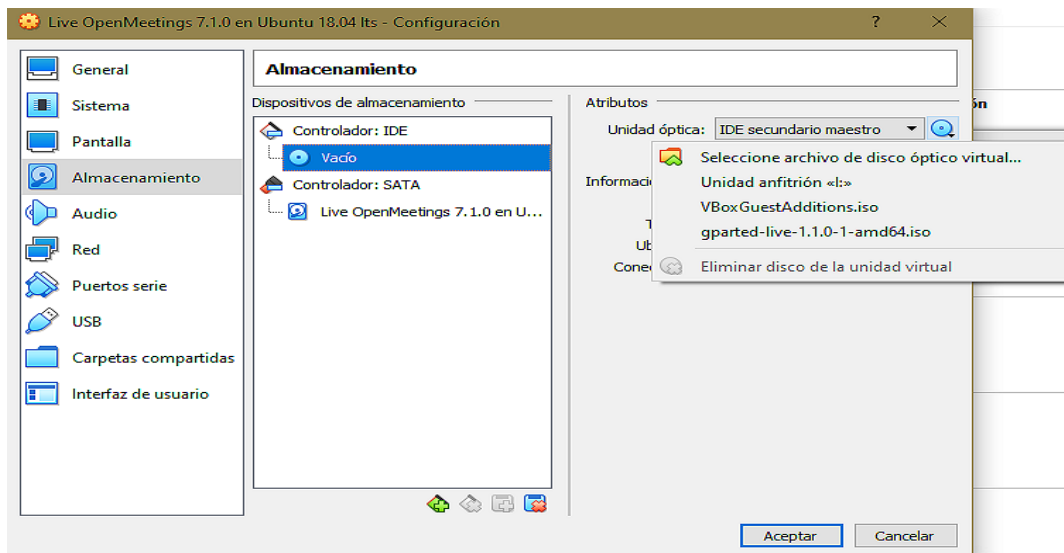 Live OpenMeetings 7.1.0 en Ubuntu 18.04 lts - Configuración
?
General
Sistema
Pantalla
Almacenamiento
Audio
Red
Puertos serie
USB
Carpetas compartidas
Interfaz de usuario
Almacenamiento
Dispositivos de almacenamiento
Controlador: IDE
Vacío
Controlador: SATA
Live OpenMeetings 7.1.0 en U...
Atributos
Unidad óptica: IDE secundario maestro
Seleccione archivo de disco óptico virtual...
Unidad anfitrión «I:»
VBoxGuestAdditions.iso
gparted-live-1.1.0-1-amd64.iso
Eliminar disco de la unidad virtual
Aceptar
Cancelar